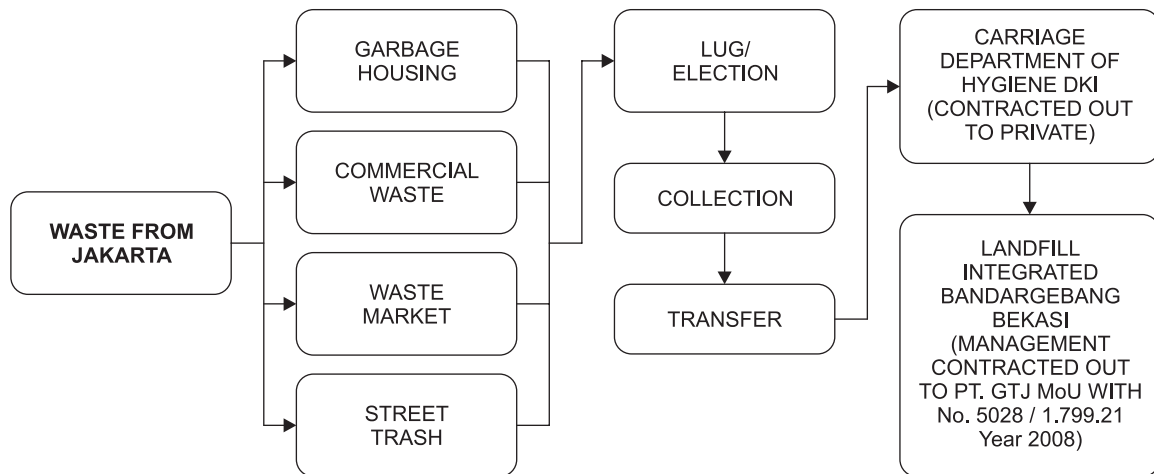 WASTE FROM
JAKARTA
GARBAGE
HOUSING
COMMERCIAL
WASTE
WASTE
MARKET
STREET
TRASH
LUG/
ELECTION
COLLECTION
TRANSFER
CARRIAGE
DEPARTMENT OF
HYGIENE DKI
(CONTRACTED OUT
TO PRIVATE)
LANDFILL
INTEGRATED
BANDARGEBANG
BEKASI
(MANAGEMENT
CONTRACTED OUT
TO PT. GTJ MoU WITH
No. 5028 / 1.799.21
Year 2008)